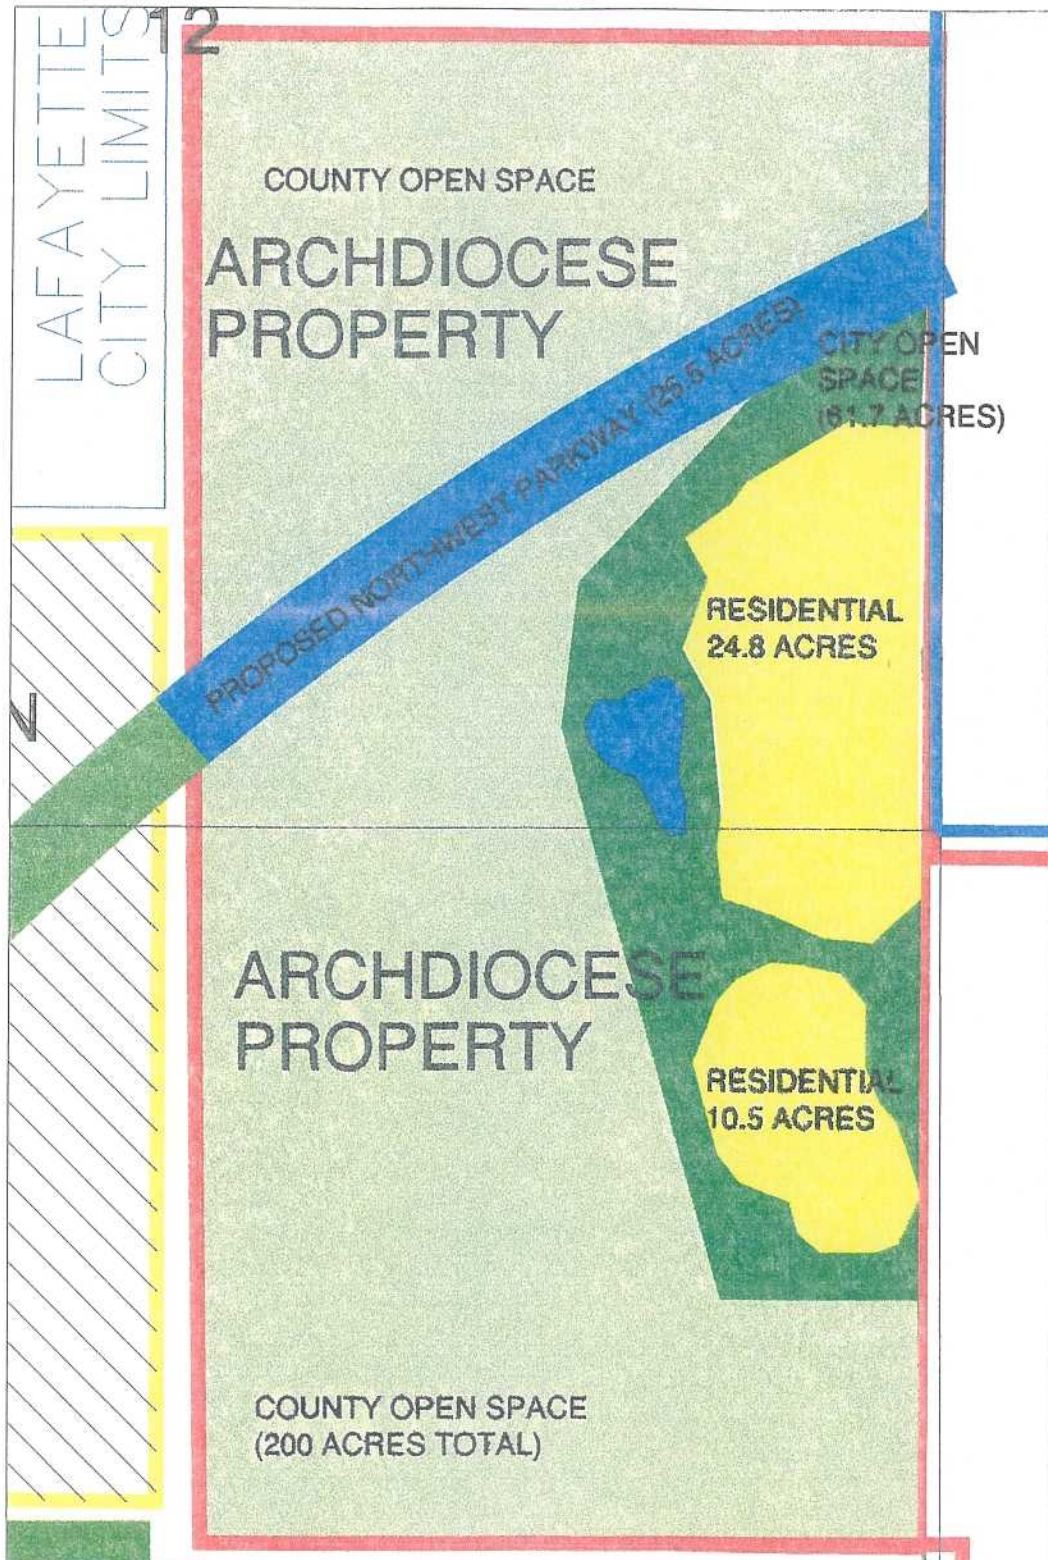 12
LAFAYETTE
CITY LIMITS
COUNTY OPEN SPACE
ARCHDIOCESE
PROPERTY
PROPOSED NORTHWEST PARKWAY (26.5 ACRES)
CITY OPEN
SPACE
(61.7 ACRES)
RESIDENTIAL
24.8 ACRES
N
ARCHDIOCESE
PROPERTY
RESIDENTIAL
10.5 ACRES
COUNTY OPEN SPACE
(200 ACRES TOTAL)